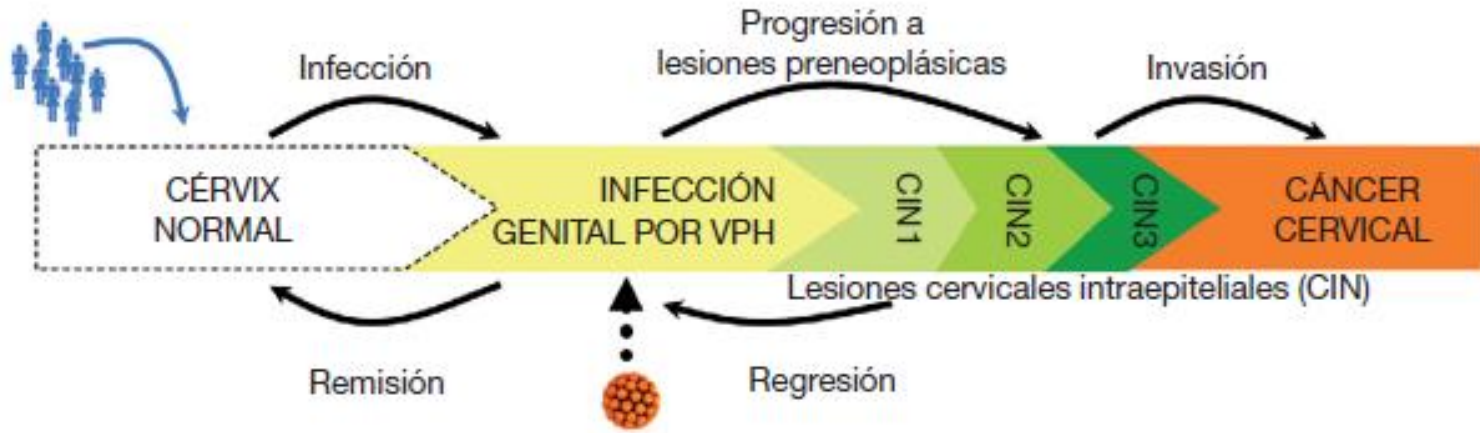 Infección
Progresión a
lesiones preneoplásicas
Invasión
CÉRVIX
NORMAL
INFECCIÓN
GENITAL POR VPH
CIN1
CIN2
CIN3
CÁNCER
CERVICAL
Lesiones cervicales intraepiteliales (CIN)
Remisión
Regresión